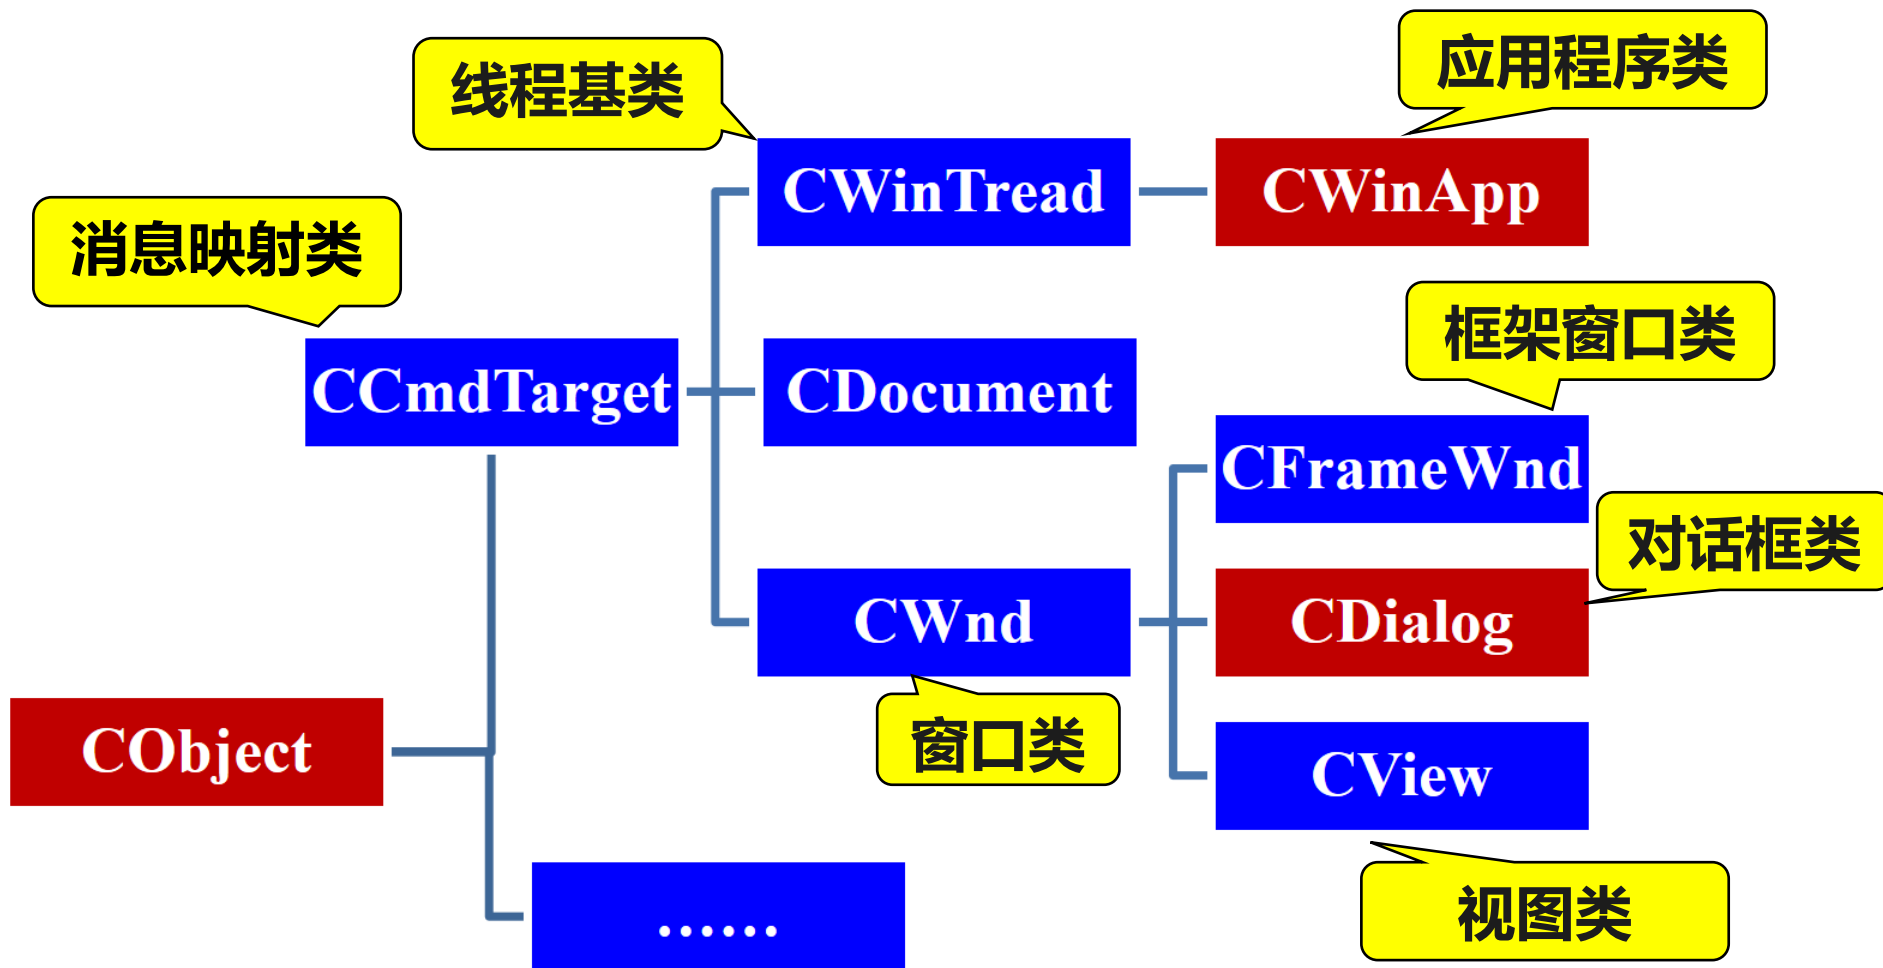 应用程序类
线程基类
CWinTread
CWinApp
消息映射类
框架窗口类
CCmdTarget
CDocument
CFrameWnd
对话框类
CWnd
CDialog
窗口类
CObject
CView
视图类
......